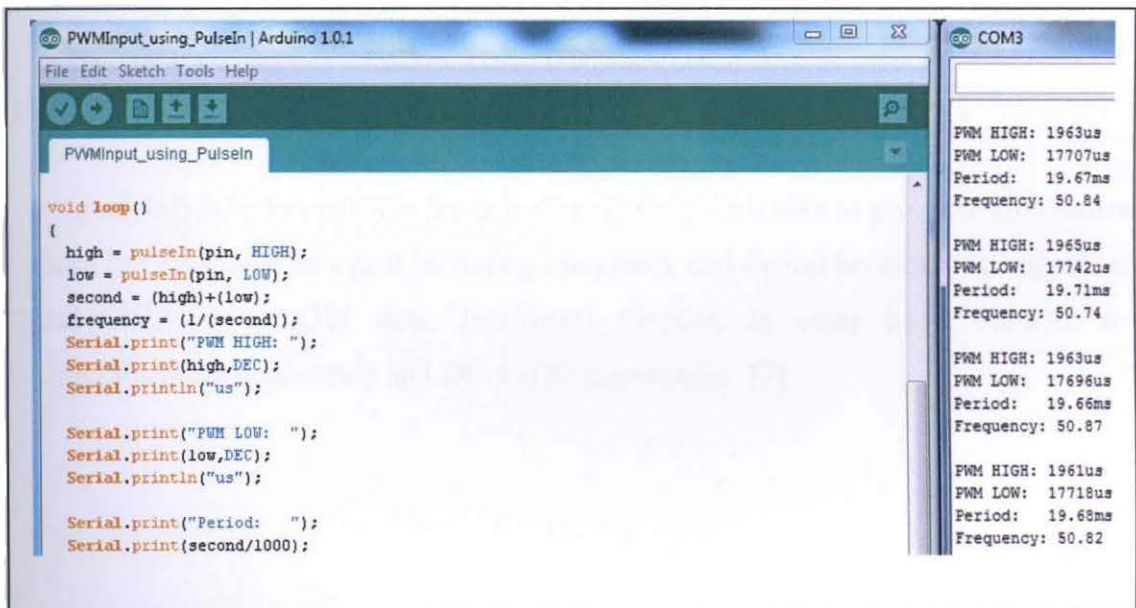 PWMInput_using_PulseIn | Arduino 1.0.1
File Edit Sketch Tools Help
PWMInput_using_PulseIn
void loop()
{
high = pulseIn(pin, HIGH);
low = pulseIn(pin, LOW);
second = (high)+(low);
frequency = (1/(second));
Serial.print("PWM HIGH: ");
Serial.print(high,DEC);
Serial.println("us");
Serial.print("PWM LOW:  ");
Serial.print(low,DEC);
Serial.println("us");
Serial.print("Period:   ");
Serial.print(second/1000);
COM3
PWM HIGH: 1963us
PWM LOW:  17707us
Period:   19.67ms
Frequency: 50.84
PWM HIGH: 1965us
PWM LOW:  17742us
Period:   19.71ms
Frequency: 50.74
PWM HIGH: 1963us
PWM LOW:  17696us
Period:   19.66ms
Frequency: 50.87
PWM HIGH: 1961us
PWM LOW:  17718us
Period:   19.68ms
Frequency: 50.82